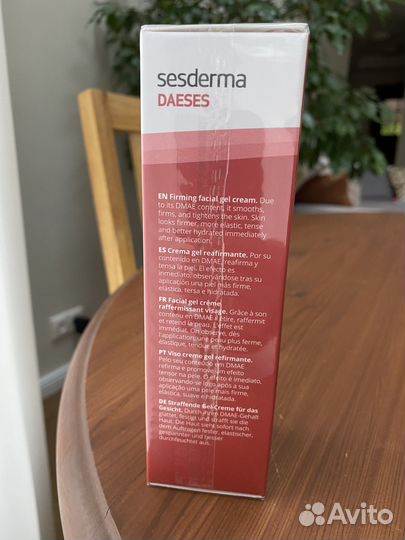 sesderma
DAESES
EN Firming facial gel cream. Due
to its DMAE content, it smooths,
firms, and tightens the skin. Skin
looks firmer, more elastic, tense
and better hydrated immediately
after application.
ES Crema gel reafirmante. Por su
contenido en DMAE, reafirma y
tensa la piel. El efecto es
inmediato, observándose tras su
aplicación una piel más firme,
elástica, tersa e hidratada.
FR Facial gel crème
raffermissant visage. Grâce à son
contenu en DMAE étire, raffermit
et retend la peau. L'effet est
immédiat. On observe, dès
l'application, une peau plus ferme,
élastique, tendue et hydratée.
PT Viso creme gel refirmante.
Pelo seu conteúdo em DMAE
refirma e promove um efeito
tensor na pele. O efeito é imediato,
observando-se logo após a sua
aplicação uma pele mais firme,
elástica, suave e hidratada.
DE Straffende Gel-Creme für das
Gesicht. Durch ihren DMAE-Gehalt
glättet, festigt und strafft sie die
Haut. Die Haut sieht sofort nach
dem Auftragen fester, elastischer,
gespannter und besser
durchfeuchtet aus.
Avito